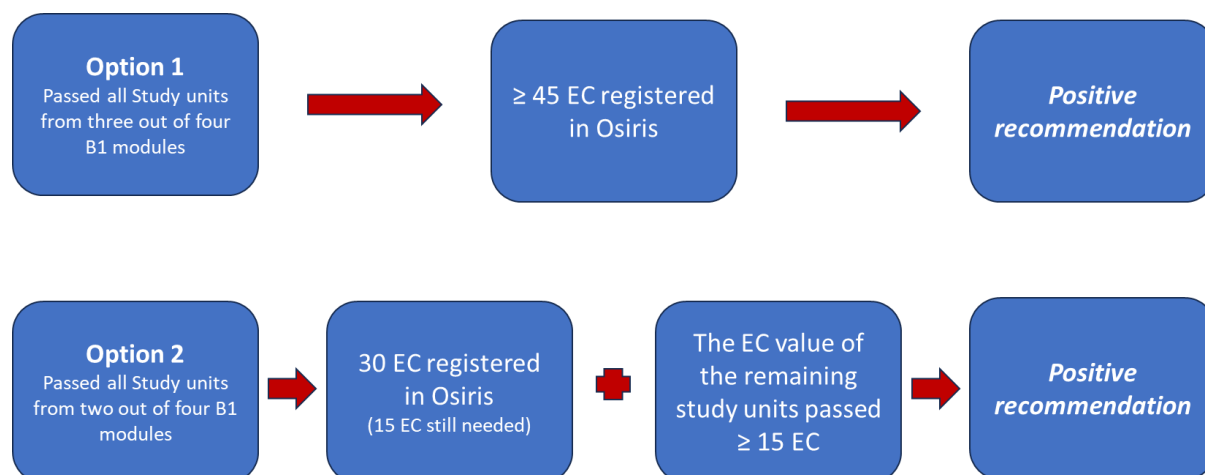 Option 1
Passed all Study units
from three out of four
B1 modules
≥ 45 EC registered
in Osiris
Positive
recommendation
Option 2
Passed all Study units
from two out of four B1
modules
30 EC registered
in Osiris
(15 EC still needed)
The EC value of
the remaining
study units passed
≥ 15 EC
Positive
recommendation